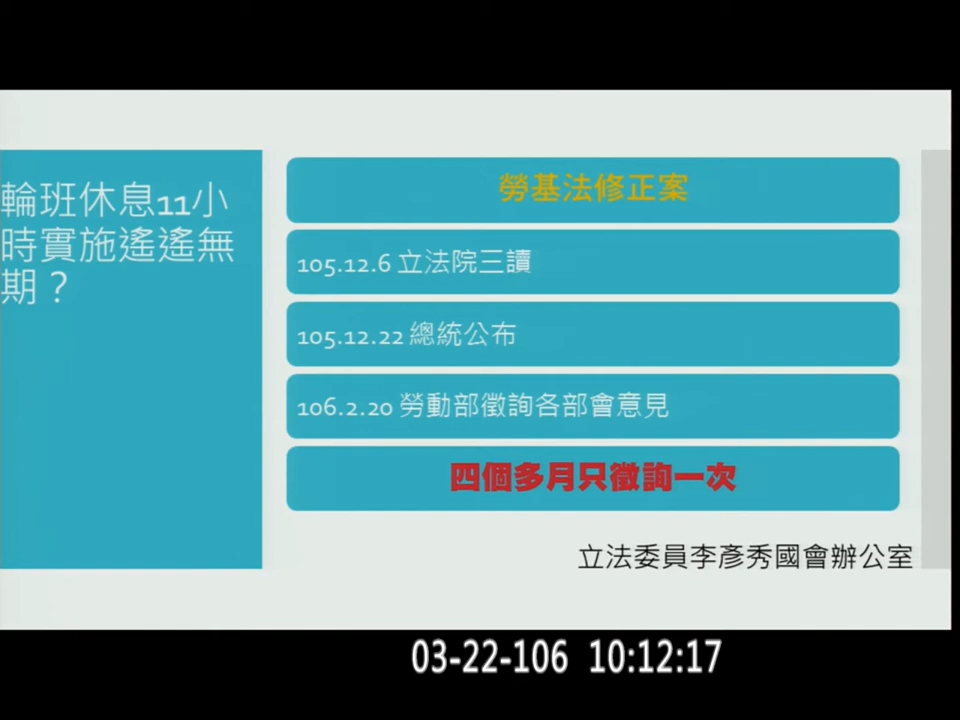 輪班休息11小
時實施遙遙無
期？
勞基法修正案
105.12.6 立法院三讀
105.12.22 總統公布
106.2.20 勞動部徵詢各部會意見
四個多月只徵詢一次
立法委員李彥秀國會辦公室
03-22-106 10:12:17